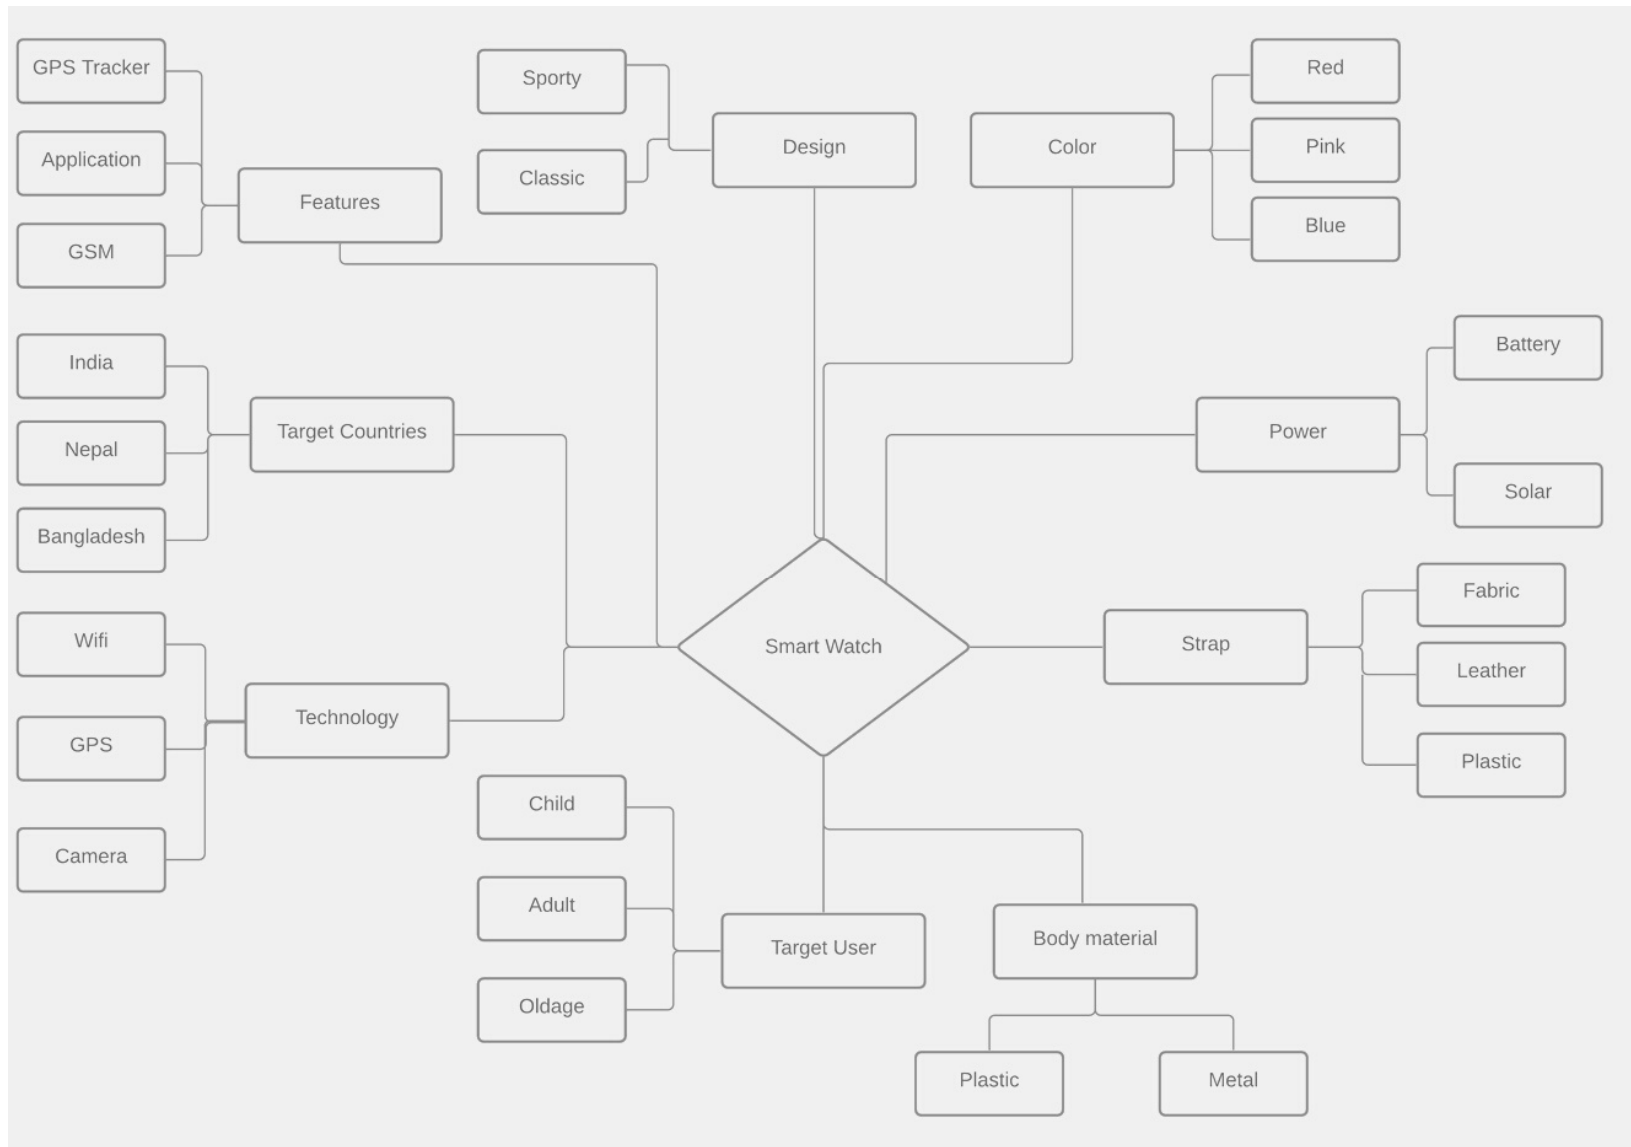 GPS Tracker
Application
GSM
Features
Sporty
Classic
Design
Color
Red
Pink
Blue
India
Nepal
Bangladesh
Target Countries
Power
Battery
Solar
Wifi
GPS
Camera
Technology
Smart Watch
Strap
Fabric
Leather
Plastic
Child
Adult
Oldage
Target User
Body material
Plastic
Metal